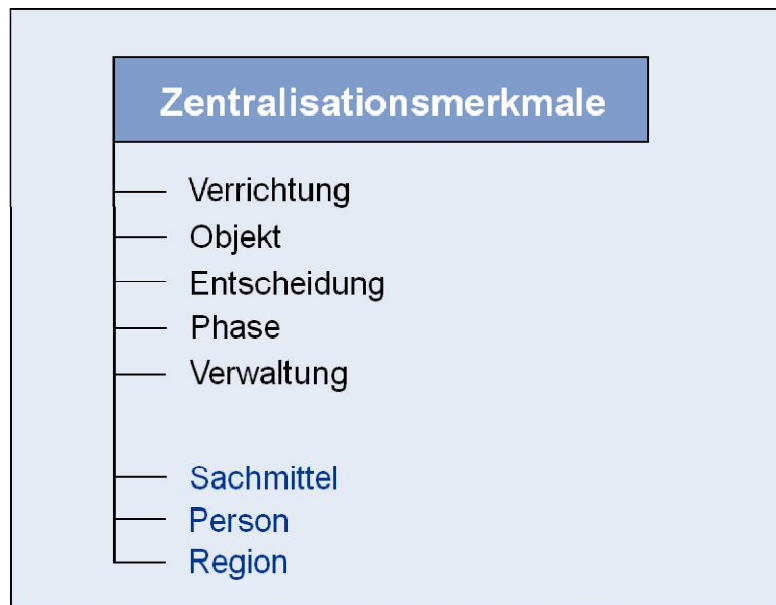 Zentralisationsmerkmale
Verrichtung
Objekt
Entscheidung
Phase
Verwaltung
Sachmittel
Person
Region